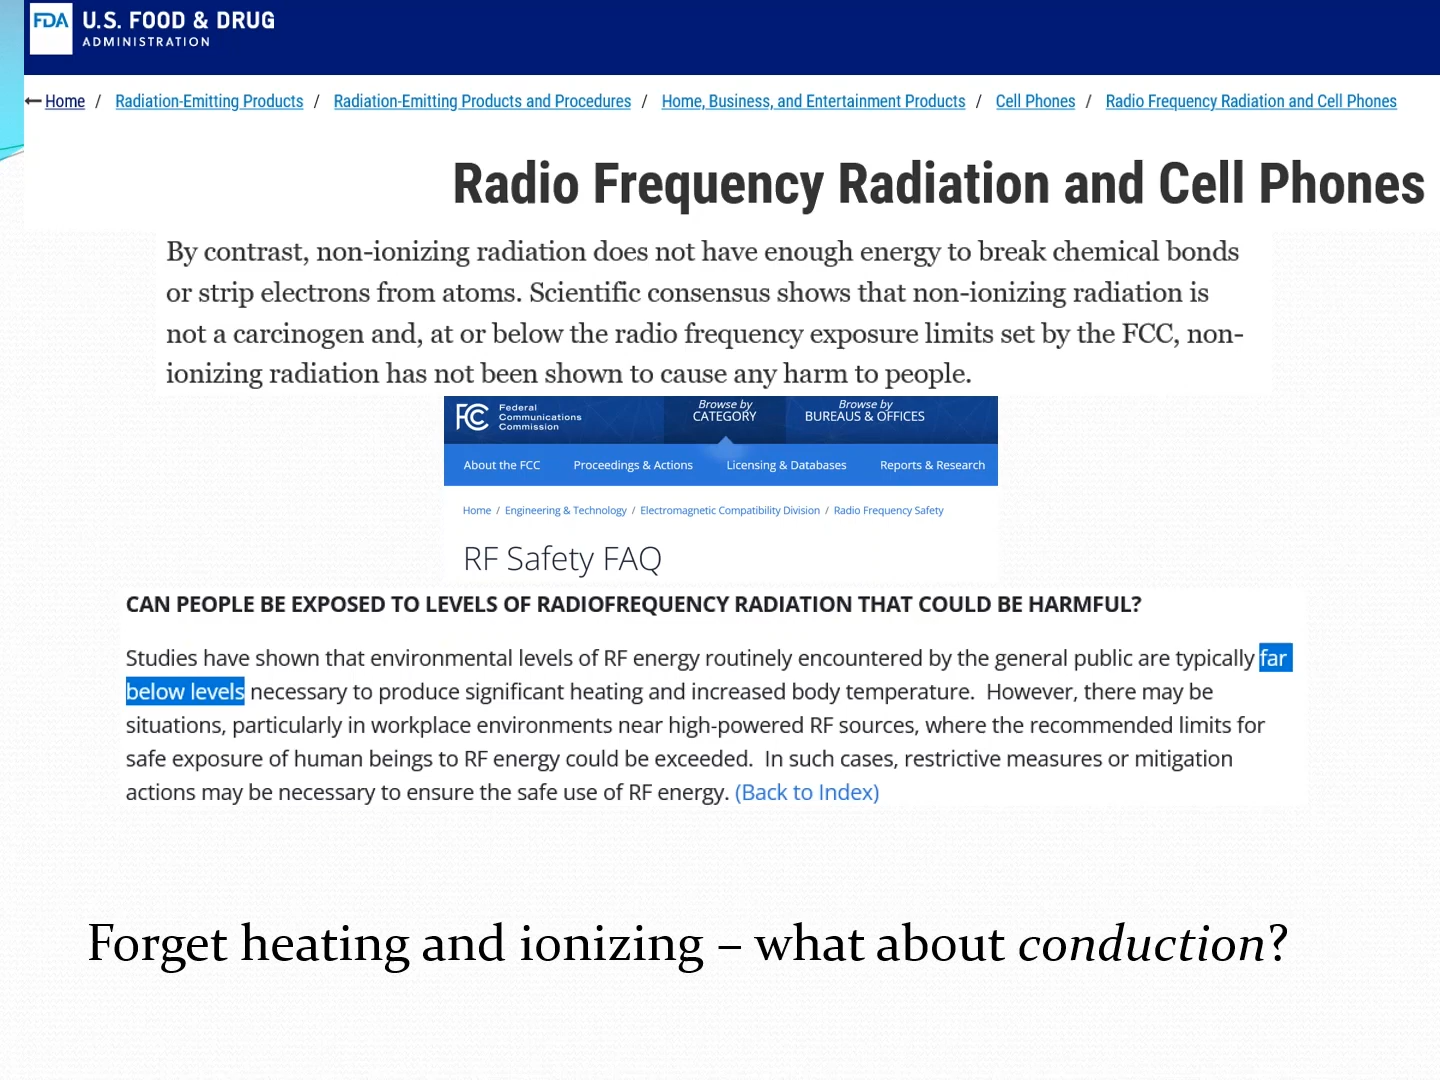 FDA U.S. FOOD & DRUG
ADMINISTRATION
←Home / Radiation-Emitting Products / Radiation-Emitting Products and Procedures / Home, Business, and Entertainment Products / Cell Phones / Radio Frequency Radiation and Cell Phones
Radio Frequency Radiation and Cell Phones
By contrast, non-ionizing radiation does not have enough energy to break chemical bonds
or strip electrons from atoms. Scientific consensus shows that non-ionizing radiation is
not a carcinogen and, at or below the radio frequency exposure limits set by the FCC, non-
ionizing radiation has not been shown to cause any harm to people.
FCC Federal
Communications
Commission
Browse by
CATEGORY
Browse by
BUREAUS & OFFICES
About the FCC Proceedings & Actions Licensing & Databases Reports & Research
Home / Engineering & Technology / Electromagnetic Compatibility Division / Radio Frequency Safety
RF Safety FAQ
CAN PEOPLE BE EXPOSED TO LEVELS OF RADIOFREQUENCY RADIATION THAT COULD BE HARMFUL?
Studies have shown that environmental levels of RF energy routinely encountered by the general public are typically far
below levels necessary to produce significant heating and increased body temperature.  However, there may be
situations, particularly in workplace environments near high-powered RF sources, where the recommended limits for
safe exposure of human beings to RF energy could be exceeded.  In such cases, restrictive measures or mitigation
actions may be necessary to ensure the safe use of RF energy. (Back to Index)
Forget heating and ionizing – what about conduction?